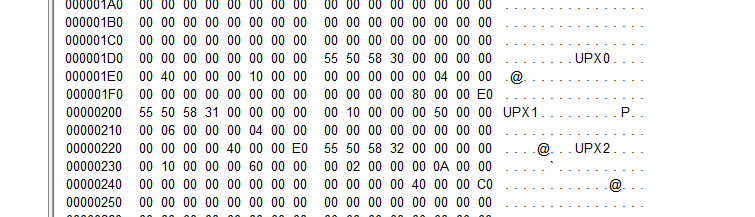 000001A0 00 00 00 00 00 00 00 00 00 00 00 00 00 00 00 00 ................
000001B0 00 00 00 00 00 00 00 00 00 00 00 00 00 00 00 00 ................
000001C0 00 00 00 00 00 00 00 00 00 00 00 00 00 00 00 00 ................
000001D0 00 00 00 00 00 00 00 00 55 50 58 30 00 00 00 00 ........UPX0....
000001E0 00 40 00 00 00 10 00 00 00 00 00 00 00 04 00 00 .@..............
000001F0 00 00 00 00 00 00 00 00 00 00 00 00 80 00 00 E0 ................
00000200 55 50 58 31 00 00 00 00 00 10 00 00 00 50 00 00 UPX1.........P..
00000210 00 06 00 00 00 04 00 00 00 00 00 00 00 00 00 00 ................
00000220 00 00 00 00 40 00 00 E0 55 50 58 32 00 00 00 00 ....@...UPX2....
00000230 00 10 00 00 00 60 00 00 00 02 00 00 00 0A 00 00 .....`..........
00000240 00 00 00 00 00 00 00 00 00 00 00 00 40 00 00 C0 ............@...
00000250 00 00 00 00 00 00 00 00 00 00 00 00 00 00 00 00 ................